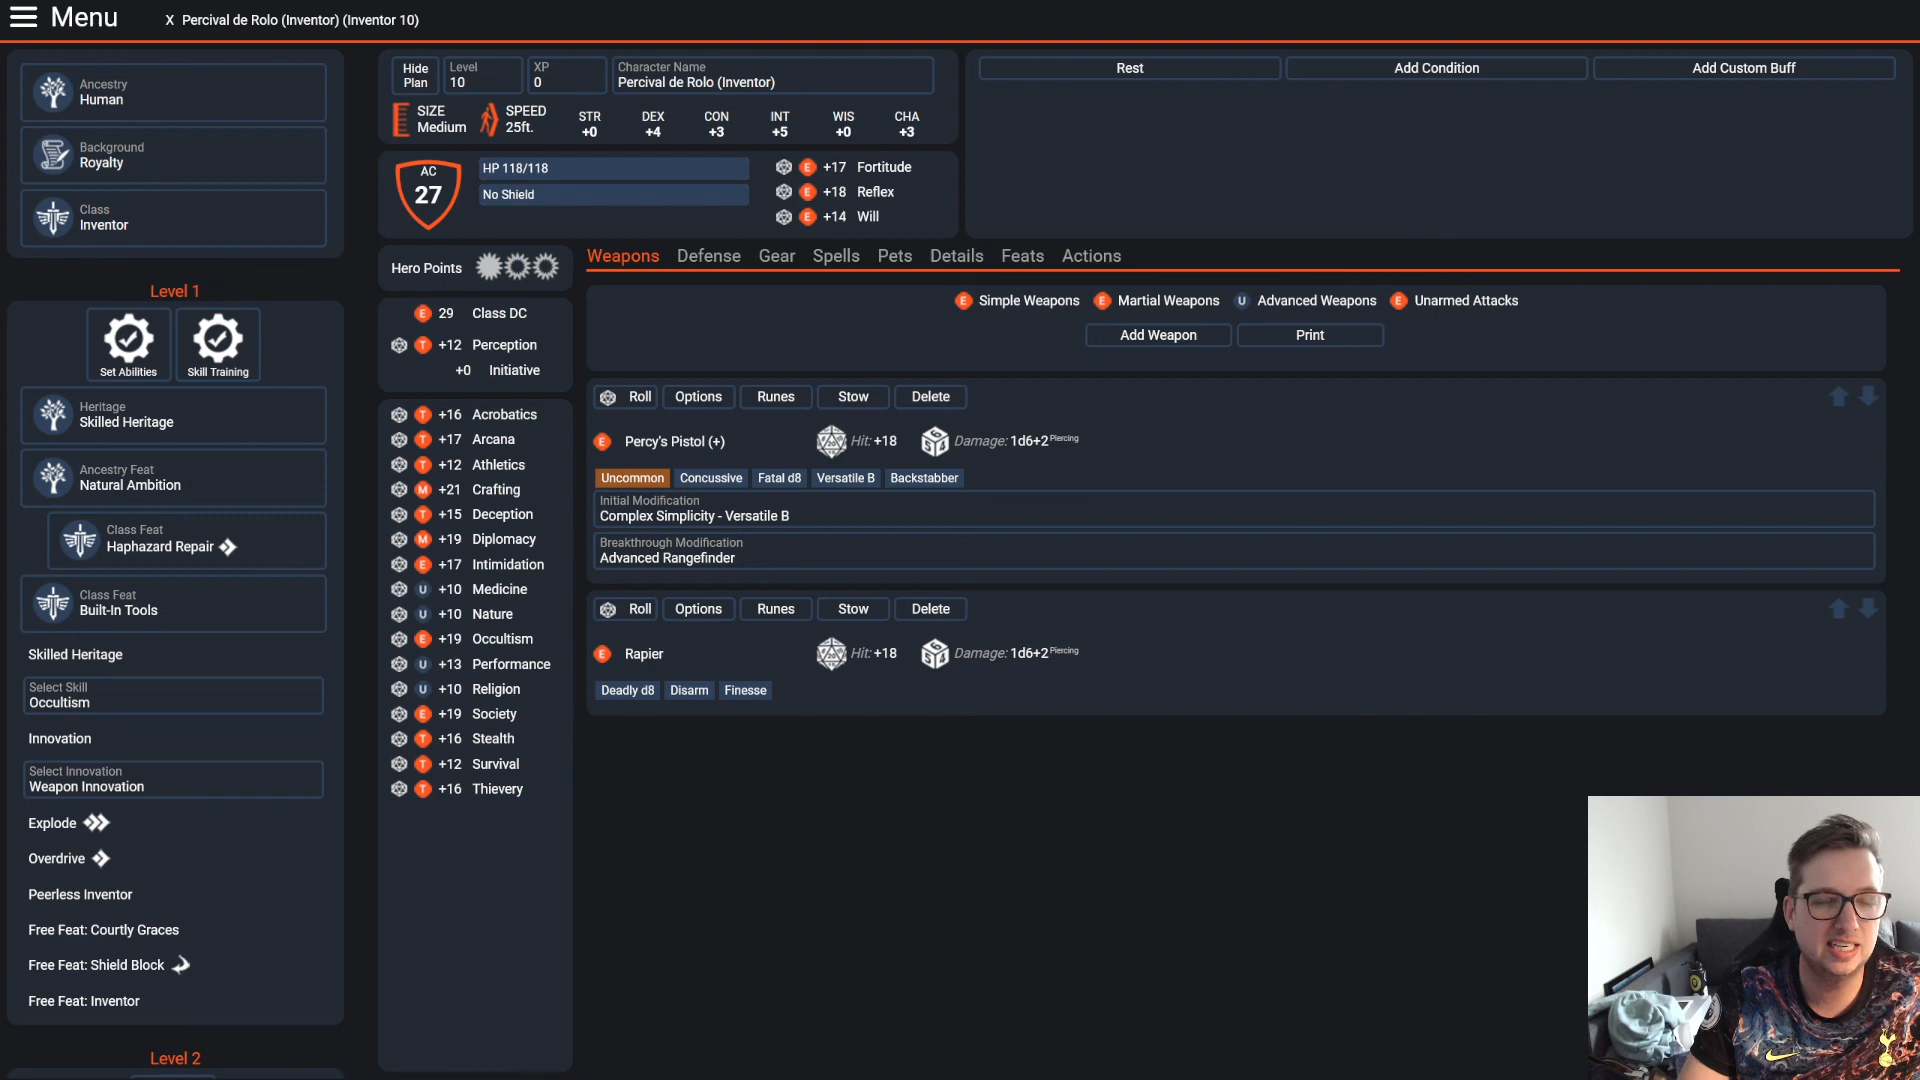 Menu
X Percival de Rolo (Inventor) (Inventor 10)
Ancestry
Human
Background
Royalty
Class
Inventor
Level 1
Set Abilities
Skill Training
Heritage
Skilled Heritage
Ancestry Feat
Natural Ambition
Class Feat
Haphazard Repair
Class Feat
Built-In Tools
Skilled Heritage
Select Skill
Occultism
Innovation
Select Innovation
Weapon Innovation
Explode
Overdrive
Peerless Inventor
Free Feat: Courtly Graces
Free Feat: Shield Block
Free Feat: Inventor
Level 2
Hide Plan
Level
10
XP
0
Character Name
Percival de Rolo (Inventor)
SIZE
Medium
SPEED
25ft.
STR
+0
DEX
+4
CON
+3
INT
+5
WIS
+0
CHA
+3
AC
27
HP 118/118
No Shield
E +17 Fortitude
E +18 Reflex
E +14 Will
Rest
Add Condition
Add Custom Buff
Hero Points
E 29 Class DC
T +12 Perception
+0 Initiative
T +16 Acrobatics
T +17 Arcana
T +12 Athletics
M +21 Crafting
T +15 Deception
M +19 Diplomacy
E +17 Intimidation
U +10 Medicine
U +10 Nature
E +19 Occultism
U +13 Performance
U +10 Religion
E +19 Society
T +16 Stealth
T +12 Survival
T +16 Thievery
Weapons Defense Gear Spells Pets Details Feats Actions
E Simple Weapons E Martial Weapons U Advanced Weapons E Unarmed Attacks
Add Weapon Print
Roll Options Runes Stow Delete
E Percy's Pistol (+) 20 Hit: +18 6 5 4 Damage: 1d6+2 Piercing
Uncommon Concussive Fatal d8 Versatile B Backstabber
Initial Modification
Complex Simplicity - Versatile B
Breakthrough Modification
Advanced Rangefinder
Roll Options Runes Stow Delete
E Rapier 20 Hit: +18 6 5 4 Damage: 1d6+2 Piercing
Deadly d8 Disarm Finesse